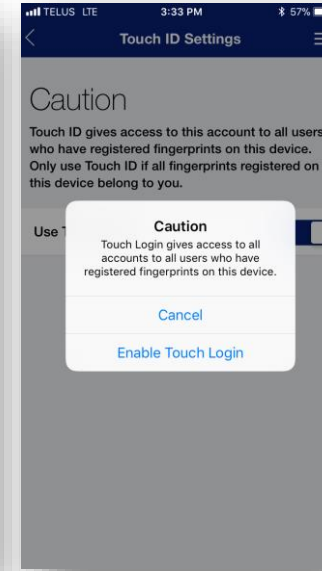 TELUS LTE 3:33 PM 57%
Touch ID Settings
Caution
Touch ID gives access to this account to all users
who have registered fingerprints on this device.
Only use Touch ID if all fingerprints registered on
this device belong to you.
Use
Caution
Touch Login gives access to all
accounts to all users who have
registered fingerprints on this device.
Cancel
Enable Touch Login